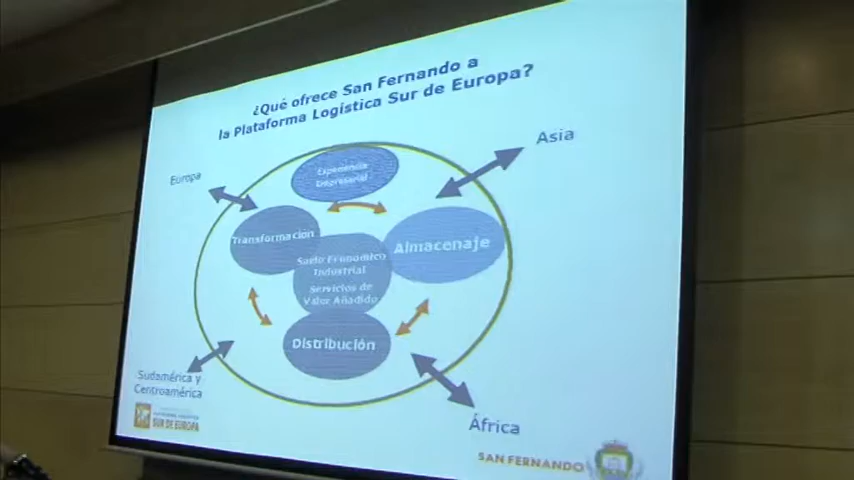 ¿Qué ofrece San Fernando a
la Plataforma Logística Sur de Europa?
Asia
Europa
Experiencia
Empresarial
Transformación
Almacenaje
Suelo Económico
Industrial
Servicios de
Valor Añadido
Distribución
Sudamérica y
Centroamérica
África
SUR DE EUROPA
SAN FERNANDO